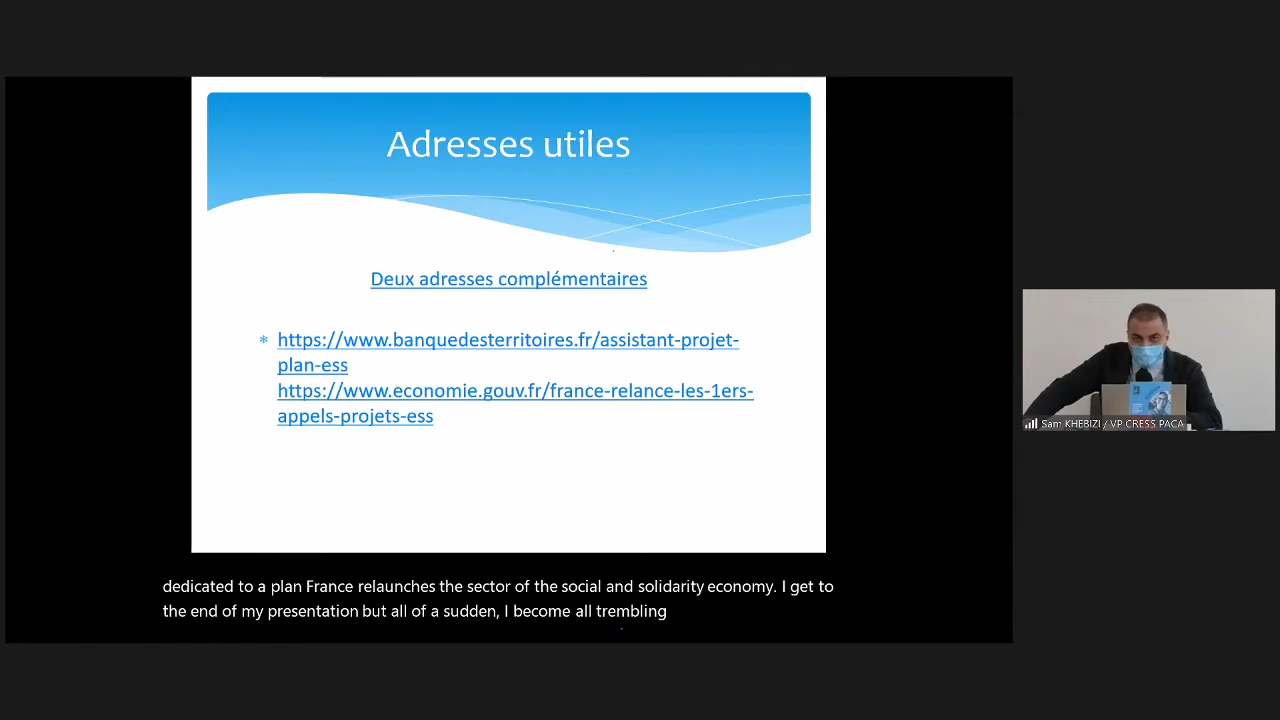 Adresses utiles
Deux adresses complémentaires
https://www.banquedesterritoires.fr/assistant-projet-
plan-ess
https://www.economie.gouv.fr/france-relance-les-1ers-
appels-projets-ess
Sam KHEBIZI / VP CRESS PACA
dedicated to a plan France relaunches the sector of the social and solidarity economy. I get to
the end of my presentation but all of a sudden, I become all trembling